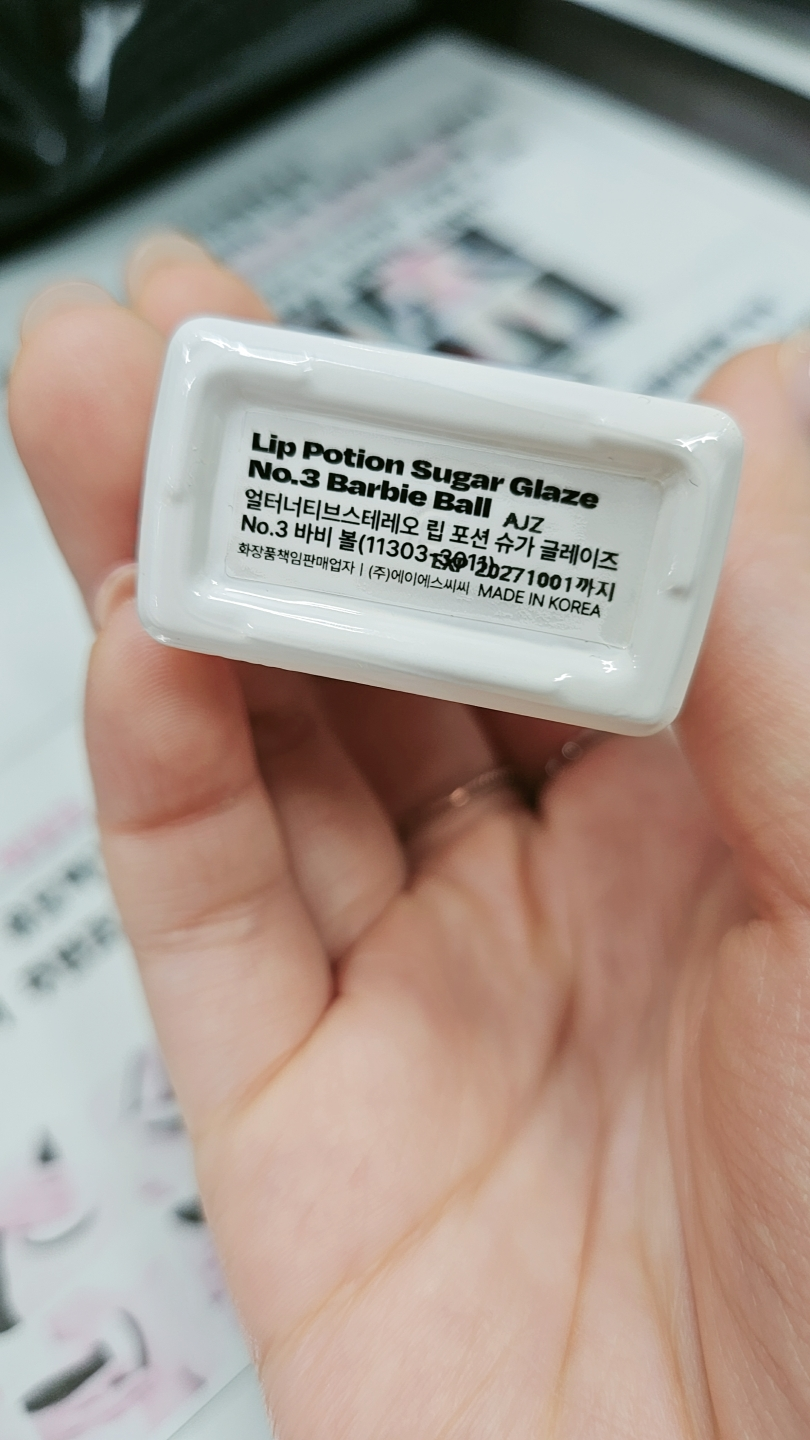 Lip Potion Sugar Glaze
No.3 Barbie Ball
AJZ
얼터너티브스테레오 립 포션 슈가 글레이즈
No.3 바비 볼(11303-3011)
EXP 20271001까지
화장품책임판매업자 | (주)에이에스씨씨 MADE IN KOREA